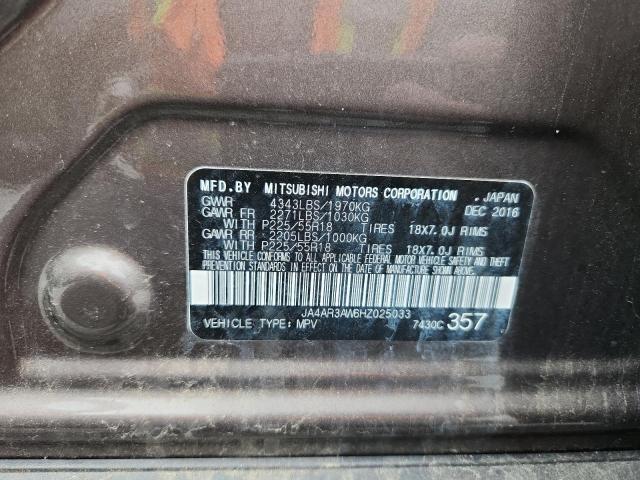 MFD.BY MITSUBISHI MOTORS CORPORATION , JAPAN
GVWR 4343LBS/1970KG DEC 2016
GAWR FR 2271LBS/1030KG
WITH P225/55R18 TIRES 18X7.0J RIMS
GAWR RR 2205LBS/1000KG
WITH P225/55R18 TIRES 18X7.0J RIMS
THIS VEHICLE CONFORMS TO ALL APPLICABLE FEDERAL MOTOR VEHICLE SAFETY AND THEFT
PREVENTION STANDARDS IN EFFECT ON THE DATE OF MANUFACTURE SHOWN ABOVE.
JA4AR3AW6HZ025033
VEHICLE TYPE: MPV 7430C 357